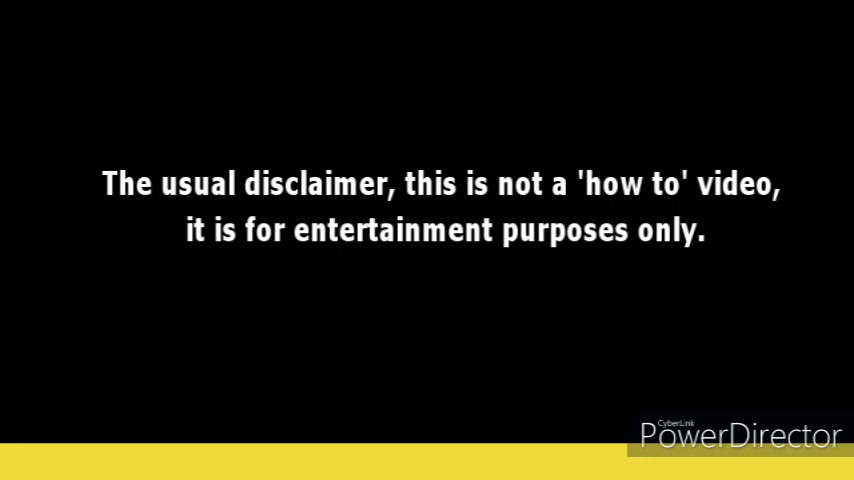 The usual disclaimer, this is not a 'how to' video,
it is for entertainment purposes only.
CyberLink
PowerDirector